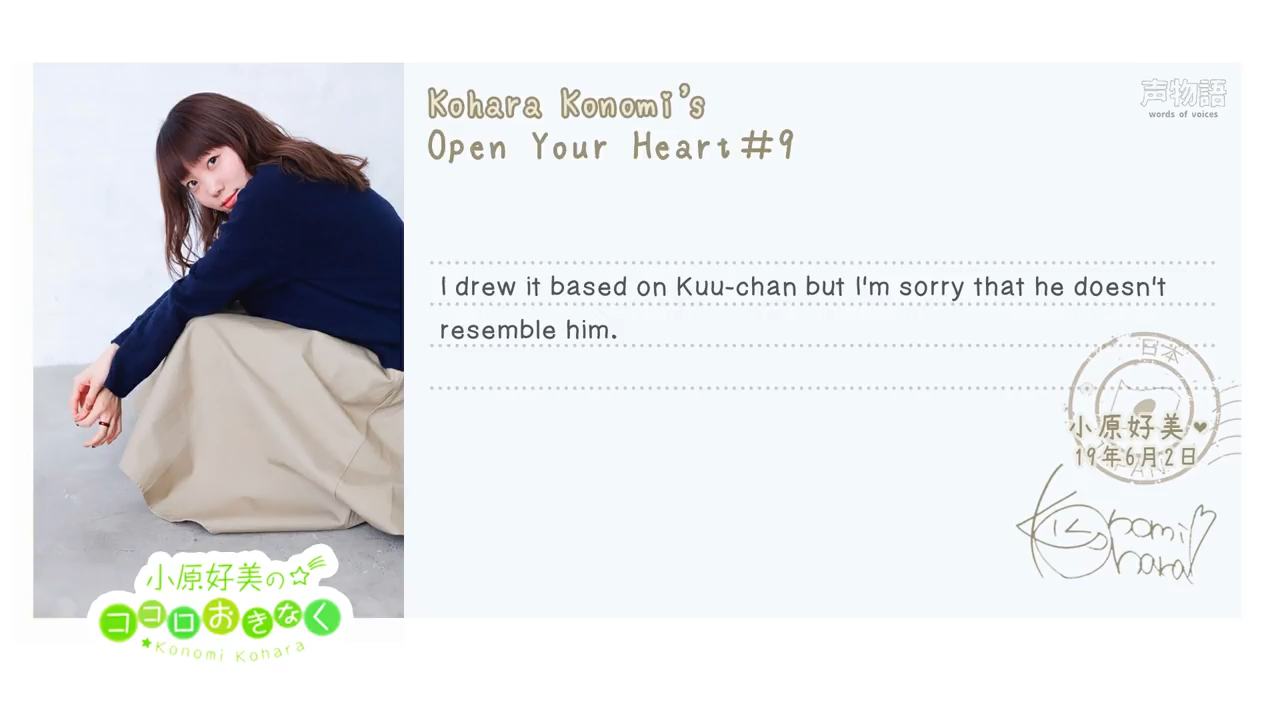 Kohara Konomi's
Open Your Heart #9
声物語
words of voices
I drew it based on Kuu-chan but I'm sorry that he doesn't
resemble him.
日本
小原好美❤
19年6月2日
Konomi
Kohara
小原好美の☆
ココロおきなく
★Konomi Kohara